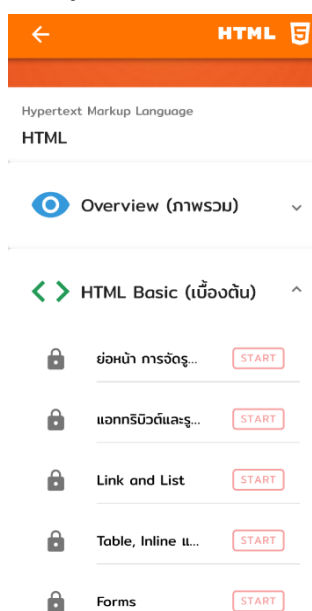 HTML 5
Hypertext Markup Language
HTML
Overview (ภาพรวม)
HTML Basic (เบื้องต้น)
ย่อหน้า การจัดรู... START
แอททริบิวต์และรู... START
Link and List START
Table, Inline แ... START
Forms START